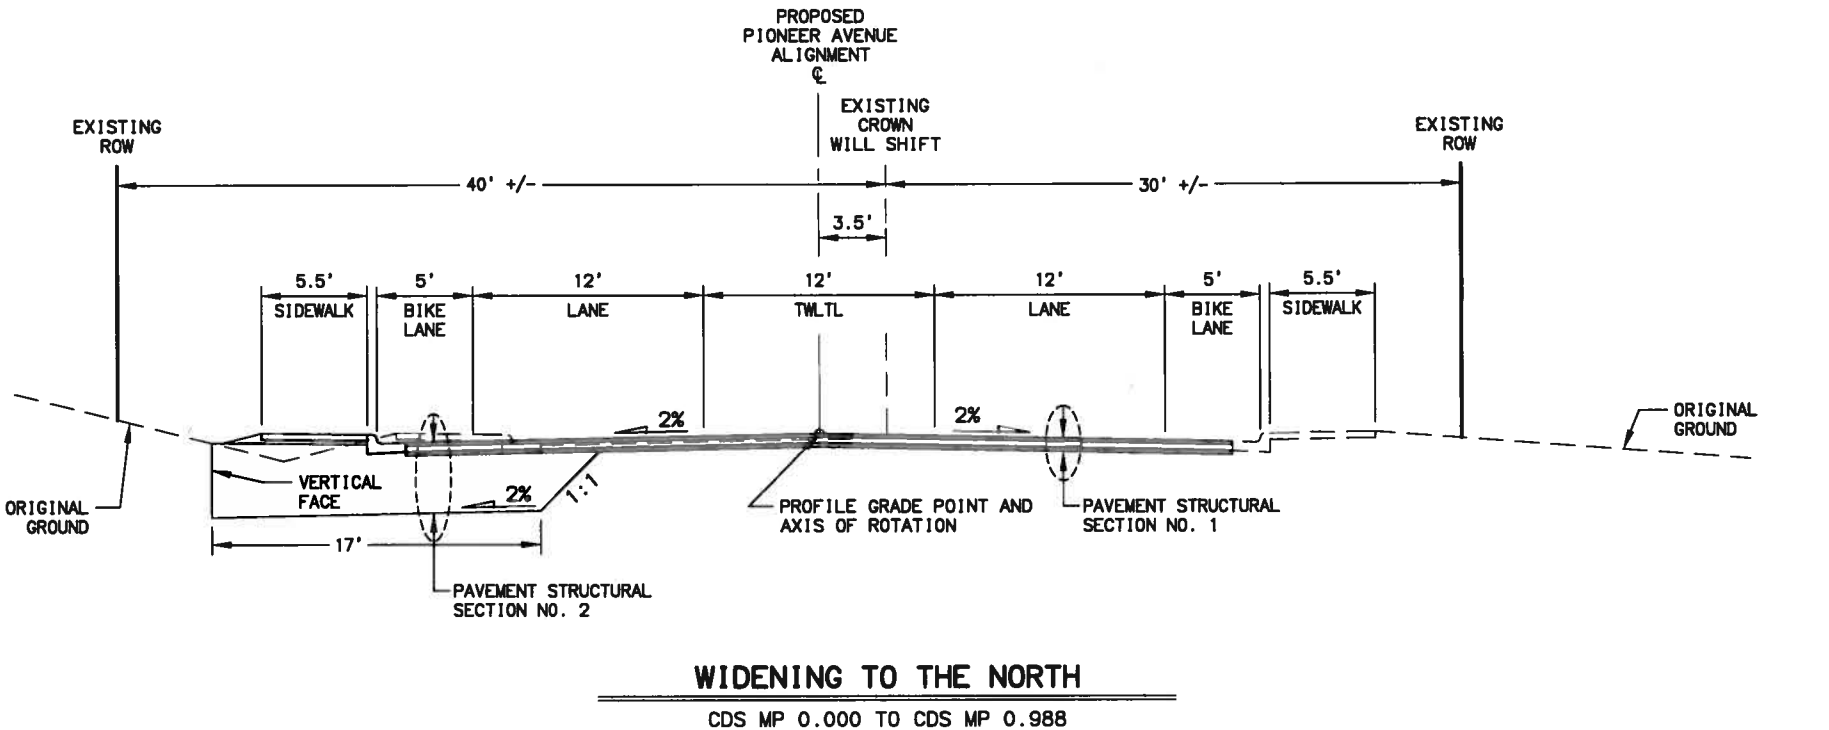 PROPOSED
PIONEER AVENUE
ALIGNMENT
℄
EXISTING
CROWN
WILL SHIFT
EXISTING
ROW
EXISTING
ROW
40' +/-
30' +/-
3.5'
5.5'
SIDEWALK
5'
BIKE
LANE
12'
LANE
12'
TWLTL
12'
LANE
5'
BIKE
LANE
5.5'
SIDEWALK
2%
2%
ORIGINAL
GROUND
VERTICAL
FACE
2%
1:1
ORIGINAL
GROUND
PROFILE GRADE POINT AND
AXIS OF ROTATION
PAVEMENT STRUCTURAL
SECTION NO. 1
17'
PAVEMENT STRUCTURAL
SECTION NO. 2
WIDENING TO THE NORTH
CDS MP 0.000 TO CDS MP 0.988